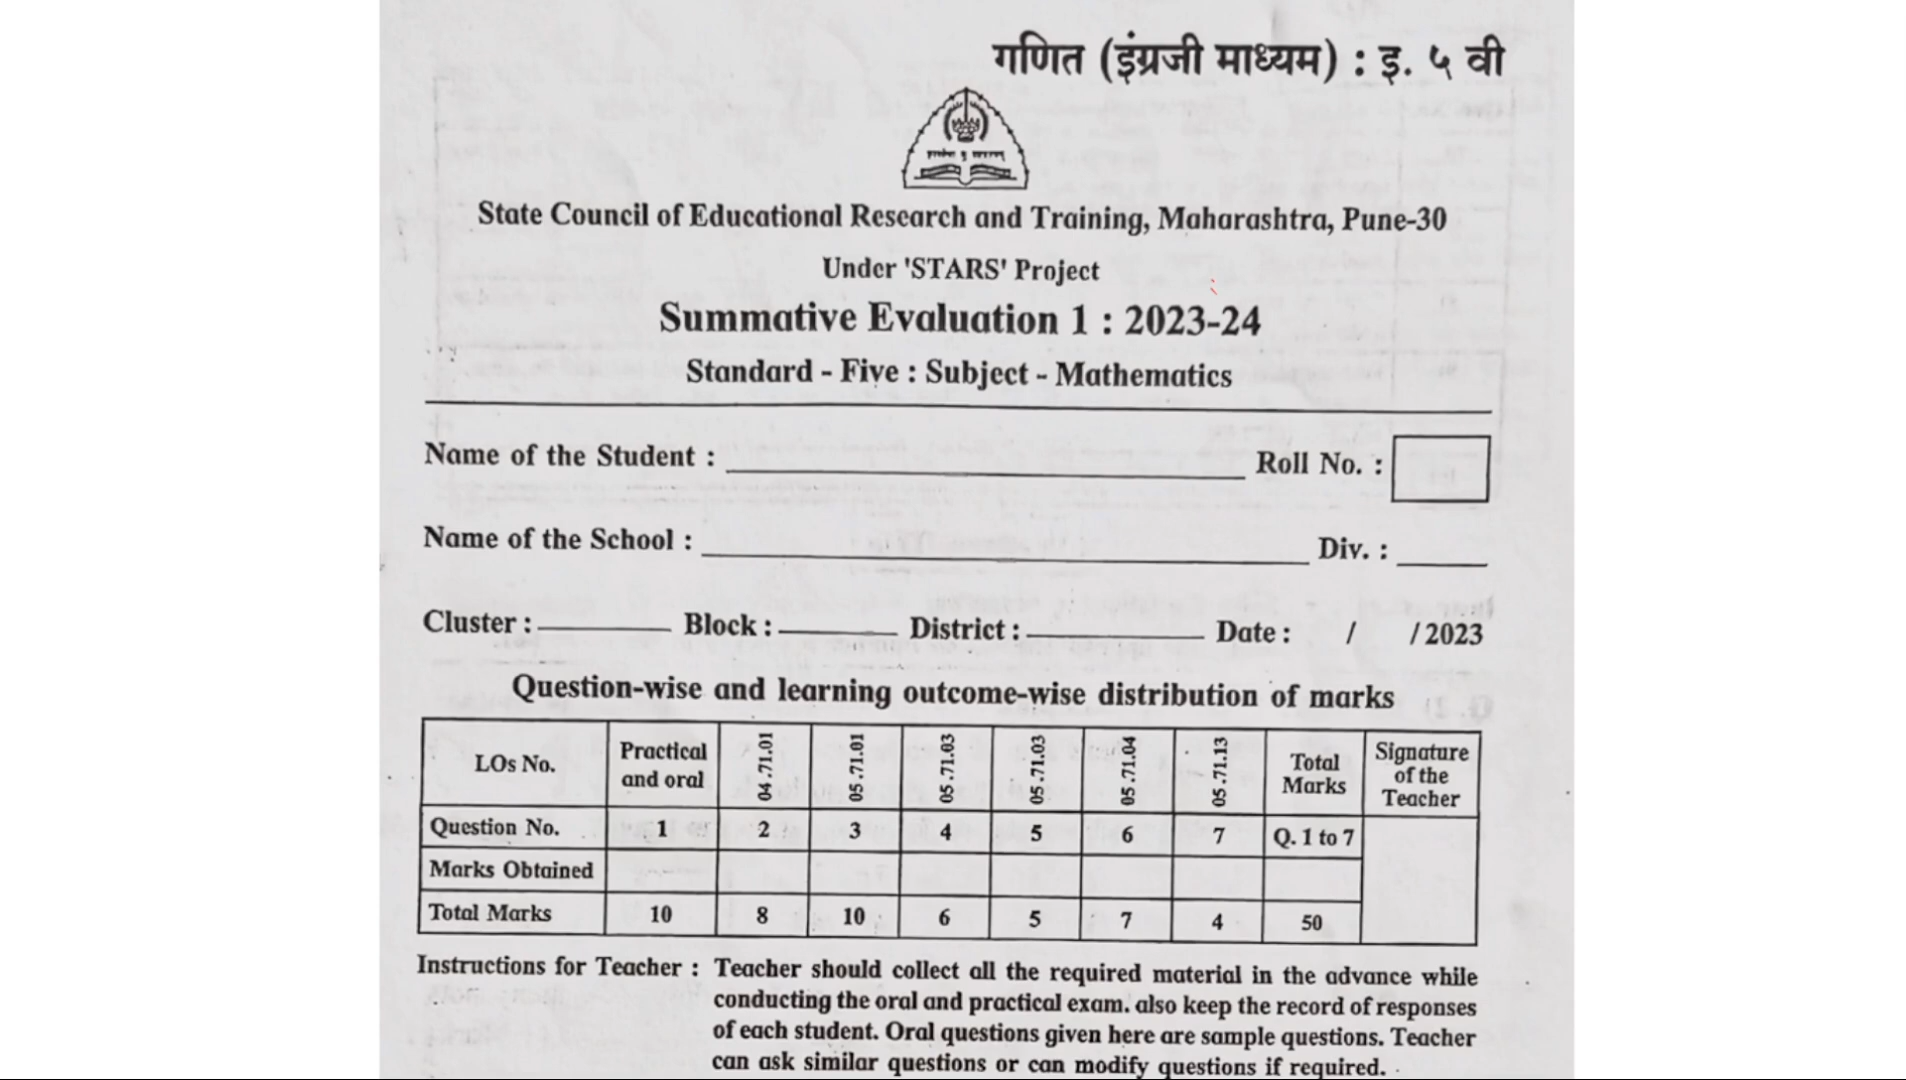 गणित (इंग्रजी माध्यम) : इ. ५ वी
State Council of Educational Research and Training, Maharashtra, Pune-30
Under 'STARS' Project
Summative Evaluation 1 : 2023-24
Standard - Five : Subject - Mathematics
Name of the Student : Roll No. :
Name of the School : Div. :
Cluster : Block : District : Date : / / 2023
Question-wise and learning outcome-wise distribution of marks
LOs No. Practical and oral 04.71.01 05.71.01 05.71.03 05.71.03 05.71.04 05.71.13 Total Marks Signature of the Teacher
Question No. 1 2 3 4 5 6 7 Q. 1 to 7
Marks Obtained
Total Marks 10 8 10 6 5 7 4 50
Instructions for Teacher : Teacher should collect all the required material in the advance while
conducting the oral and practical exam. also keep the record of responses
of each student. Oral questions given here are sample questions. Teacher
can ask similar questions or can modify questions if required.